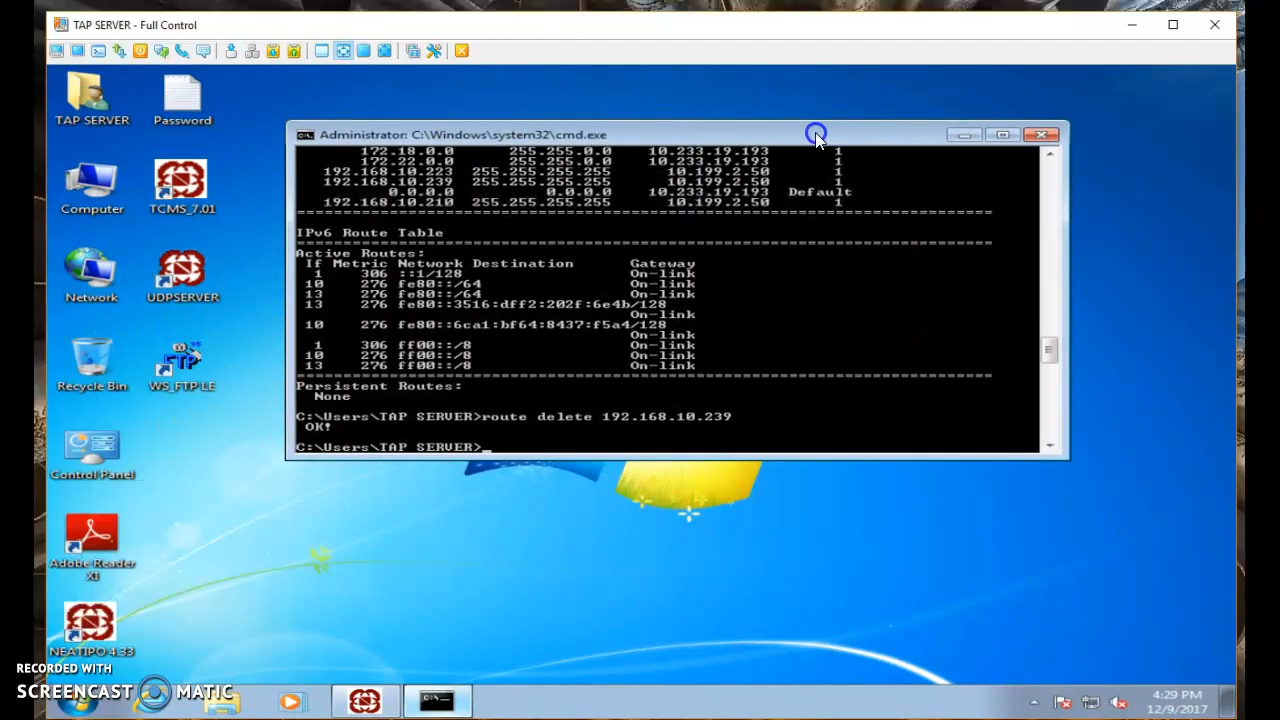 TAP SERVER - Full Control
TAP SERVER
Password
Computer
TCMS_7.01
Network
UDPSERVER
Recycle Bin
WS_FTP LE
Control Panel
Adobe Reader
XI
NEATIPO 4.33
Administrator: C:\Windows\system32\cmd.exe
172.18.0.0 255.255.0.0 10.233.19.193 1
172.22.0.0 255.255.0.0 10.233.19.193 1
192.168.10.223 255.255.255.255 10.199.2.50 1
192.168.10.239 255.255.255.255 10.199.2.50 1
0.0.0.0 0.0.0.0 10.233.19.193 Default
192.168.10.210 255.255.255.255 10.199.2.50 1
IPv6 Route Table
Active Routes:
If Metric Network Destination Gateway
1 306 ::1/128 On-link
10 276 fe80::/64 On-link
13 276 fe80::/64 On-link
13 276 fe80::3516:dff2:202f:6e4b/128
On-link
10 276 fe80::6ca1:bf64:8437:f5a4/128
On-link
1 306 ff00::/8 On-link
10 276 ff00::/8 On-link
13 276 ff00::/8 On-link
Persistent Routes:
None
C:\Users\TAP SERVER>route delete 192.168.10.239
OK!
C:\Users\TAP SERVER>_
RECORDED WITH
SCREENCAST MATIC
4:29 PM
12/9/2017